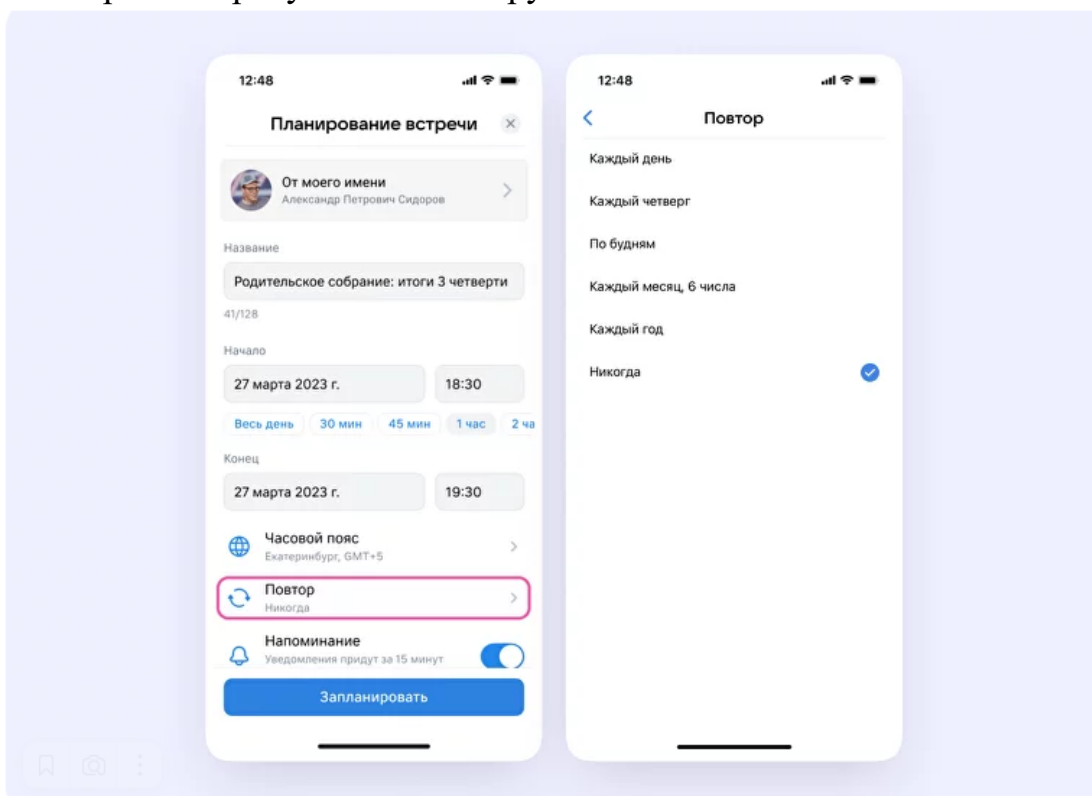 12:48
Планирование встречи
От моего имени
Александр Петрович Сидоров
Название
Родительское собрание: итоги 3 четверти
41/128
Начало
27 марта 2023 г. 18:30
Весь день 30 мин 45 мин 1 час 2 ча
Конец
27 марта 2023 г. 19:30
Часовой пояс
Екатеринбург, GMT+5
Повтор
Никогда
Напоминание
Уведомления придут за 15 минут
Запланировать
12:48
Повтор
Каждый день
Каждый четверг
По будням
Каждый месяц, 6 числа
Каждый год
Никогда